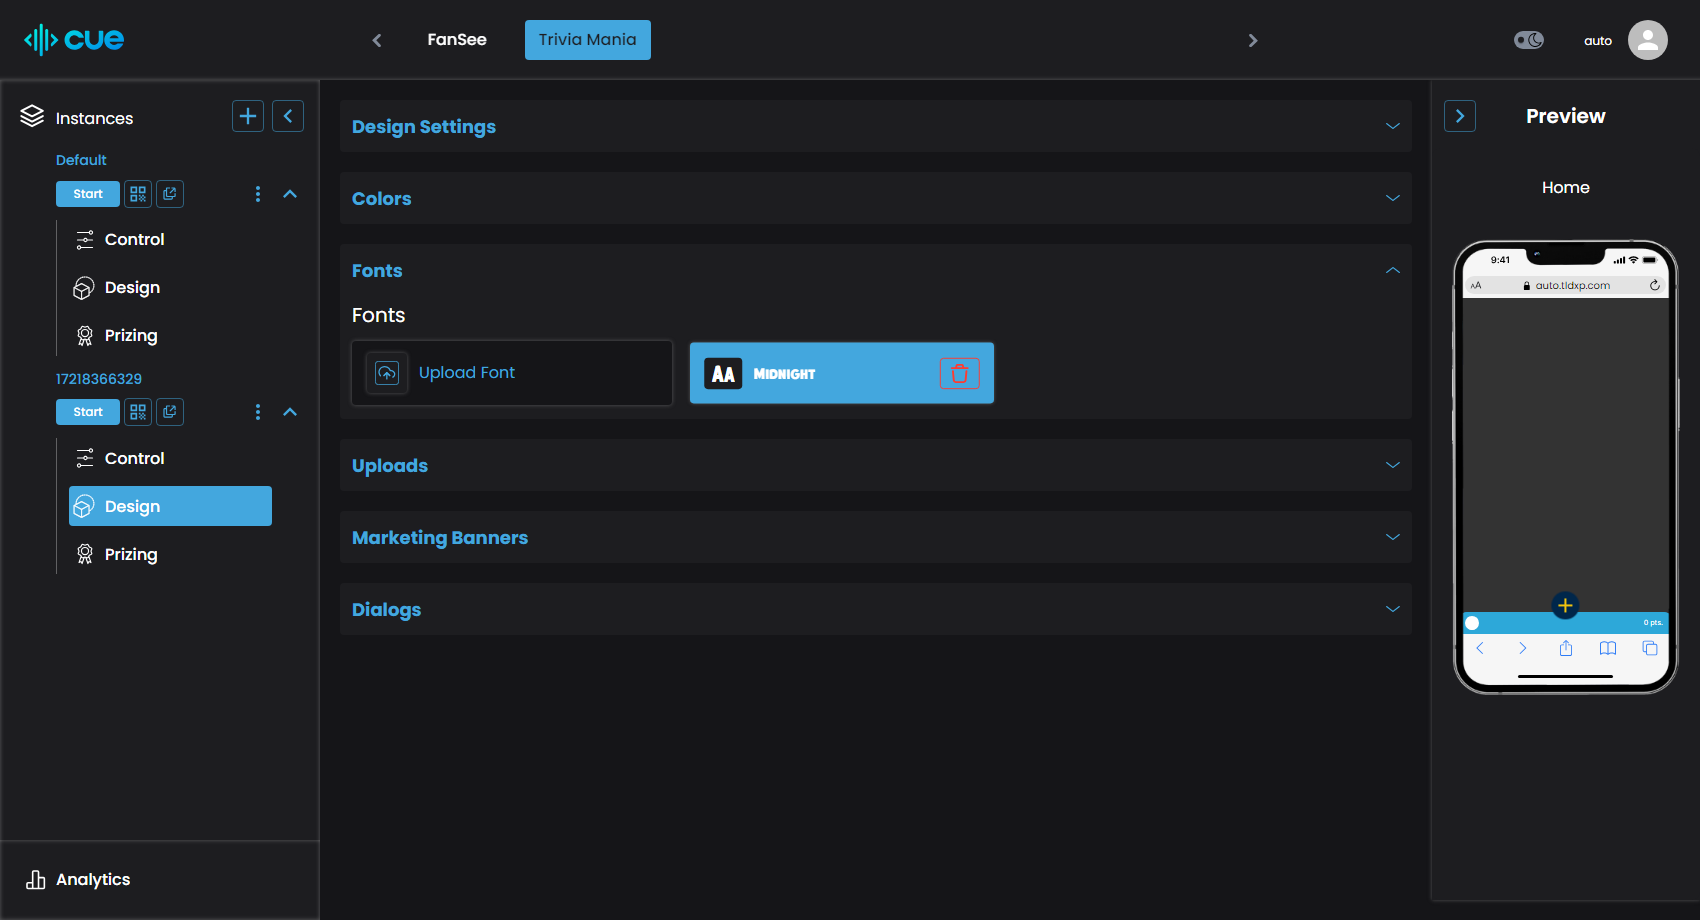 cue
FanSee
Trivia Mania
auto
Instances
Default
Start
Control
Design
Prizing
17218366329
Start
Control
Design
Prizing
Analytics
Design Settings
Colors
Fonts
Fonts
Upload Font
AA
MIDNIGHT
Uploads
Marketing Banners
Dialogs
Preview
Home
9:41
AA
auto.tldxp.com
0 pts.